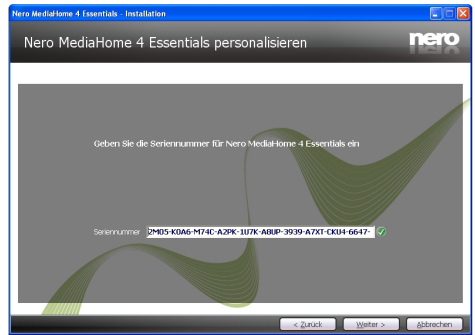 Nero MediaHome 4 Essentials - Installation
Nero MediaHome 4 Essentials personalisieren
nero
Geben Sie die Seriennummer für Nero MediaHome 4 Essentials ein
Seriennummer 2M05-K0A6-M74C-A2PK-1U7K-A8UP-3939-A7XT-CKU4-6647-
< Zurück Weiter > Abbrechen